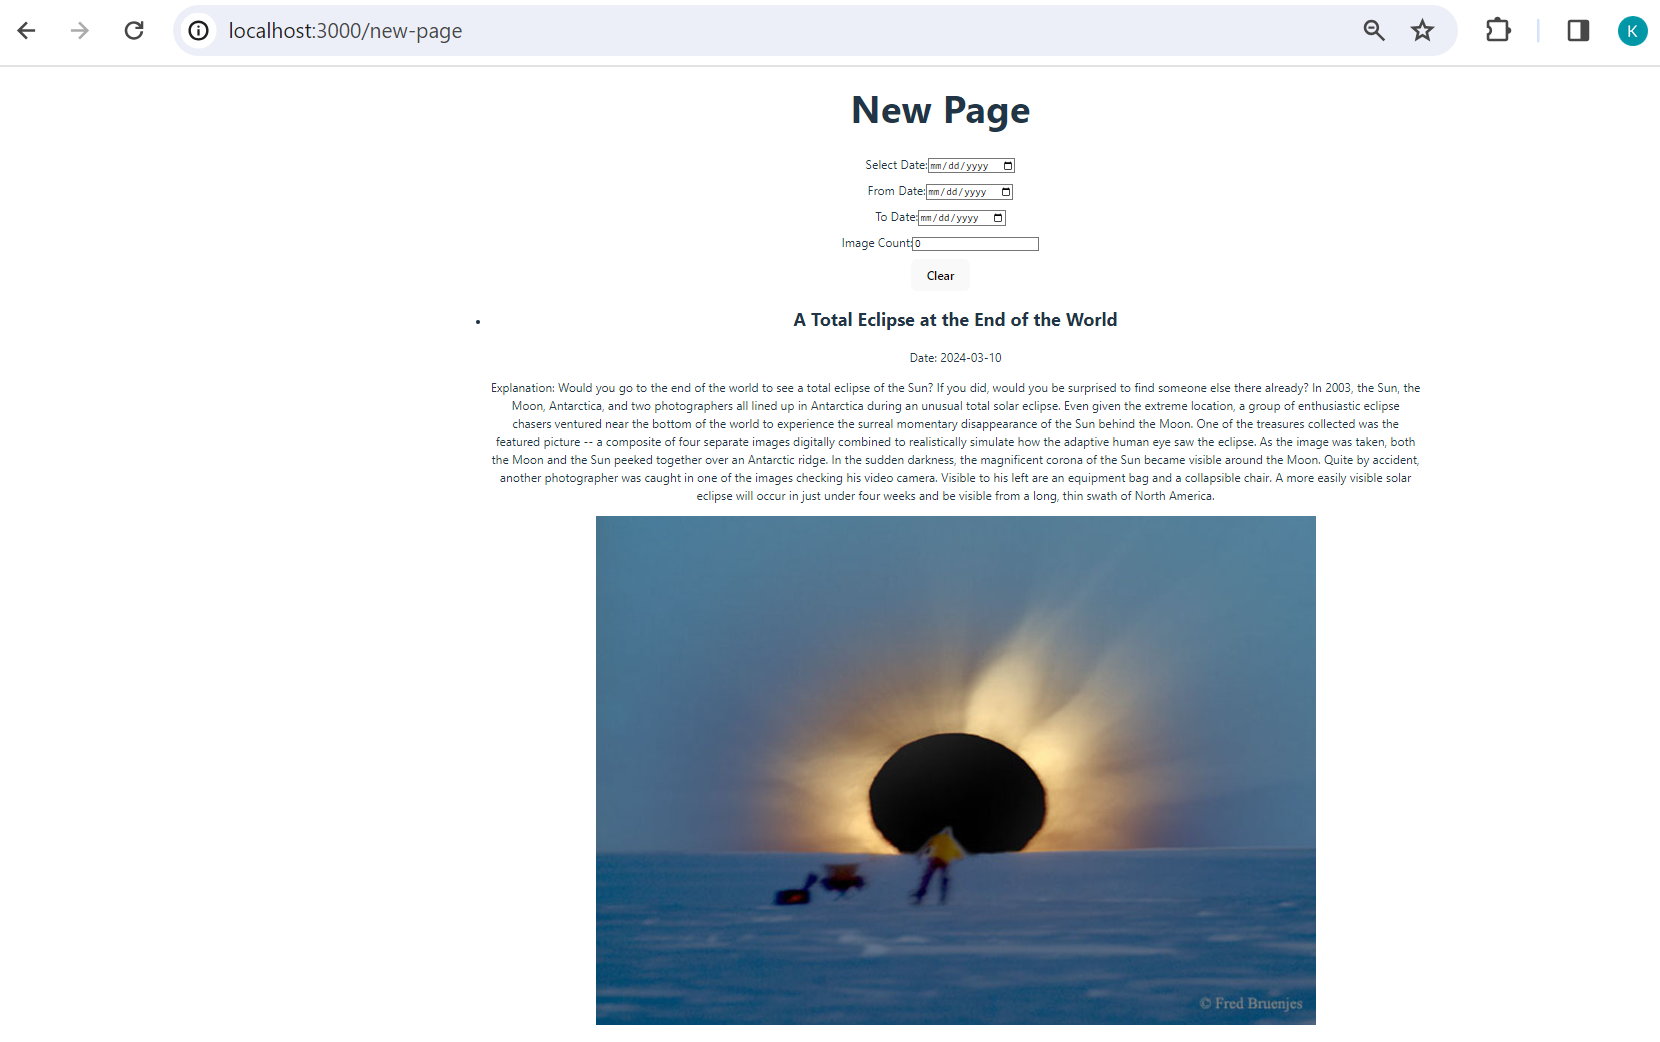 localhost:3000/new-page
K
New Page
Select Date: mm/dd/yyyy
From Date: mm/dd/yyyy
To Date: mm/dd/yyyy
Image Count: 0
Clear
• A Total Eclipse at the End of the World
Date: 2024-03-10
Explanation: Would you go to the end of the world to see a total eclipse of the Sun? If you did, would you be surprised to find someone else there already? In 2003, the Sun, the
Moon, Antarctica, and two photographers all lined up in Antarctica during an unusual total solar eclipse. Even given the extreme location, a group of enthusiastic eclipse
chasers ventured near the bottom of the world to experience the surreal momentary disappearance of the Sun behind the Moon. One of the treasures collected was the
featured picture -- a composite of four separate images digitally combined to realistically simulate how the adaptive human eye saw the eclipse. As the image was taken, both
the Moon and the Sun peeked together over an Antarctic ridge. In the sudden darkness, the magnificent corona of the Sun became visible around the Moon. Quite by accident,
another photographer was caught in one of the images checking his video camera. Visible to his left are an equipment bag and a collapsible chair. A more easily visible solar
eclipse will occur in just under four weeks and be visible from a long, thin swath of North America.
© Fred Bruenjes